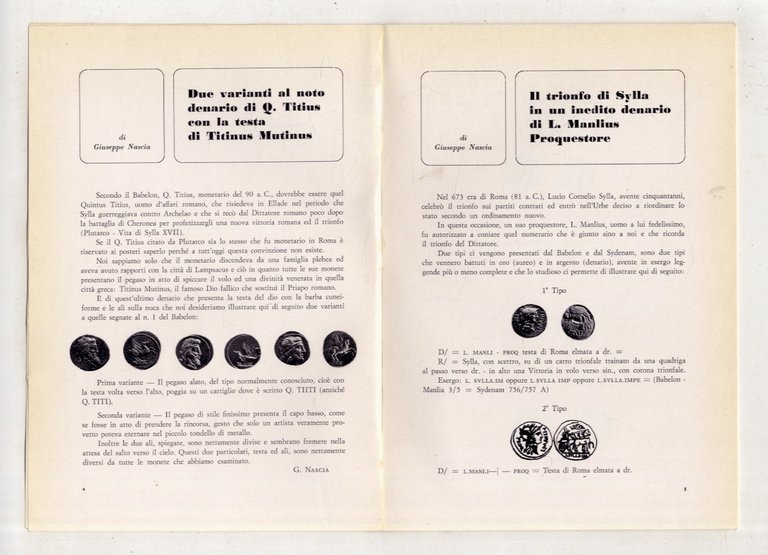 di
Giuseppe Nascia
Due varianti al noto
denario di Q. Titius
con la testa
di Titinus Mutinus
Secondo il Babelon, Q. Titius, monetario del 90 a. C., dovrebbe essere quel
Quintus Titius, uomo d'affari romano, che risiedeva in Ellade nel periodo che
Sylla guerreggiava contro Archelao e che si recò dal Dittatore romano poco dopo
la battaglia di Cheronea per profetizzargli una nuova vittoria romana ed il trionfo
(Plutarco - Vita di Sylla XVII).
Se il Q. Titius citato da Plutarco sia lo stesso che fu monetario in Roma è
riservato ai posteri saperlo perché a tutt'oggi questa convinzione non esiste.
Noi sappiamo solo che il monetario discendeva da una famiglia plebea ed
aveva avuto rapporti con la città di Lampsacus e ciò in quanto tutte le sue monete
presentano il pegaso in atto di spiccare il volo ed una divinità venerata in quella
città greca: Titinus Mutinus, il famoso Dio fallico che sostituì il Priapo romano.
È di quest'ultimo denario che presenta la testa del dio con la barba cunei-
forme e le ali sulla nuca che noi desideriamo illustrare qui di seguito due varianti
a quelle segnate al n. 1 del Babelon:
Prima variante — Il pegaso alato, del tipo normalmente conosciuto, cioè con
la testa volta verso l'alto, poggia su un cartiglio dove è scritto Q. TIITI (anziché
Q. TITI),
Seconda variante — Il pegaso di stile finissimo presenta il capo basso, come
se fosse in atto di prendere la rincorsa, gesto che solo un artista veramente pro-
vetto poteva eternare nel piccolo tondello di metallo.
Inoltre le due ali, spiegate, sono nettamente divise e sembrano fremere nella
attesa del salto verso il cielo. Questi due particolari, testa ed ali, sono nettamente
diversi da tutte le monete che abbiamo esaminato.
G. NASCIA
4
di
Giuseppe Nascia
Il trionfo di Sylla
in un inedito denario
di L. Manlius
Proquestore
Nel 673 era di Roma (81 a. C.), Lucio Cornelio Sylla, avente cinquantanni,
celebrò il trionfo sui partiti contrari ed entrò nell'Urbe deciso a riordinare lo
stato secondo un ordinamento nuovo.
In questa occasione, un suo proquestore, L. Manlius, uomo a lui fedelissimo,
fu autorizzato a coniare quel numerario che è giunto sino a noi e che ricorda
il trionfo del Dittatore.
Due tipi ci vengono presentati dal Babelon e dal Sydenam, sono due tipi
che vennero battuti in oro (aureo) e in argento (denario), avente in esergo leg-
gende più o meno complete e che lo studioso ci permette di illustrare qui di seguito:
1° Tipo
D/ = L. MANLI - PROQ testa di Roma elmata a dr. =
R/ = Sylla, con scettro, su di un carro trionfale trainato da una quadriga
al passo verso dr. - in alto una Vittoria in volo verso sin., con corona trionfale.
Esergo: L. SVLLA IM oppure L. SVLLA IMP oppure L. SVLLA.IMPE = (Babelon -
Manlia 3/5 = Sydenam 756/757 A)
2° Tipo
D/ = L.MANLI—|— PROQ = Testa di Roma elmata a dr.
5